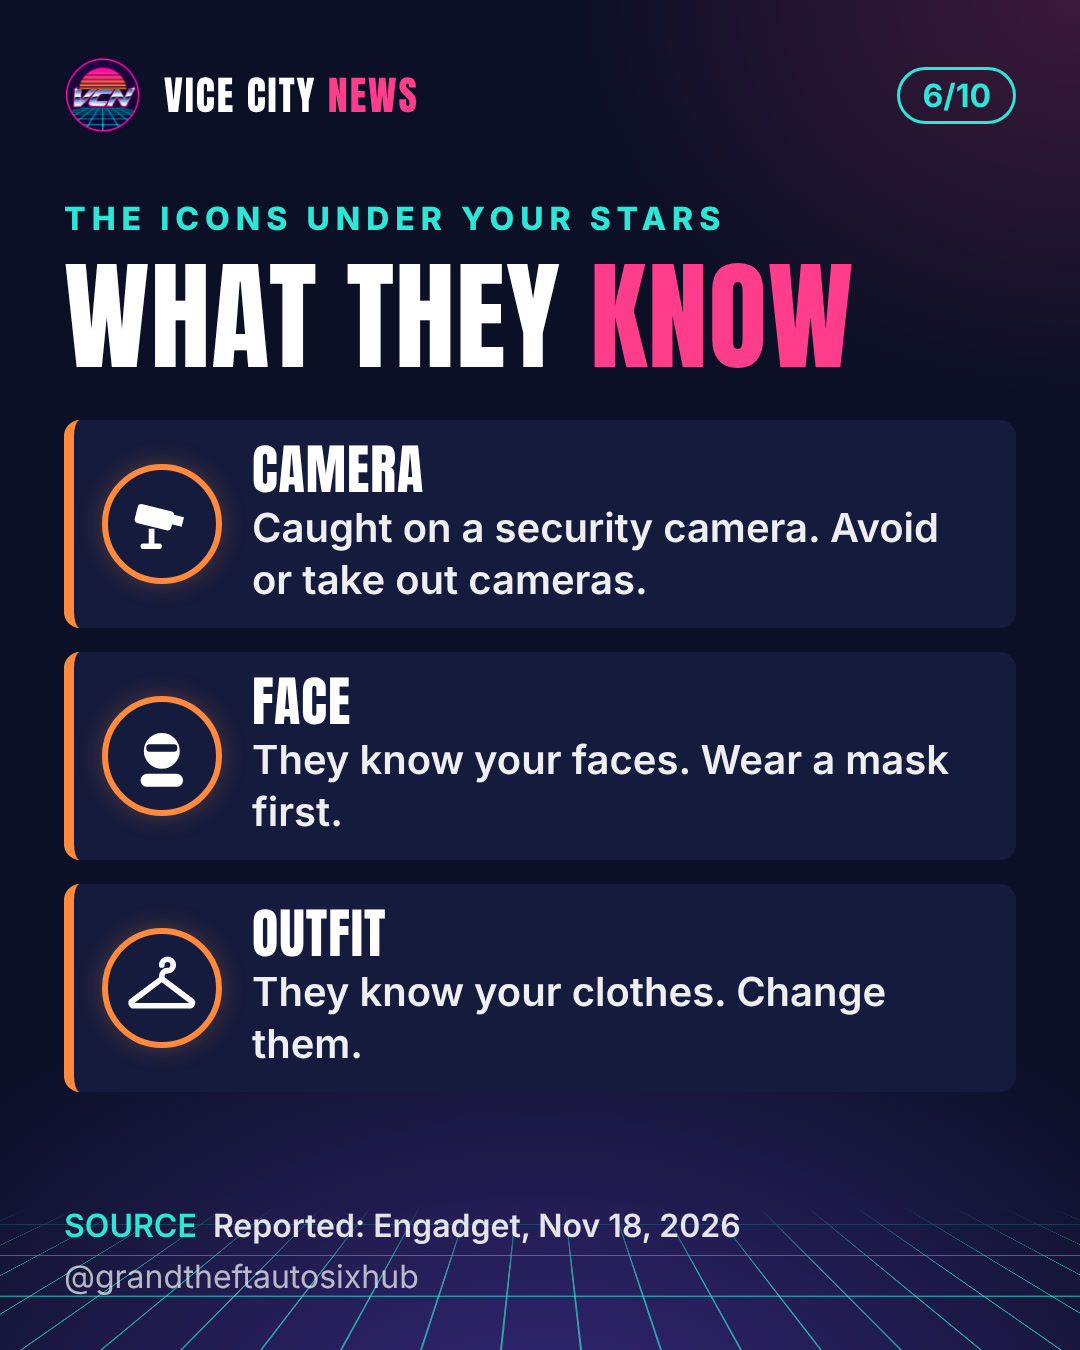 VCN
VICE CITY NEWS
6/10
THE ICONS UNDER YOUR STARS
WHAT THEY KNOW
CAMERA
Caught on a security camera. Avoid
or take out cameras.
FACE
They know your faces. Wear a mask
first.
OUTFIT
They know your clothes. Change
them.
SOURCE Reported: Engadget, Nov 18, 2026
@grandtheftautosixhub